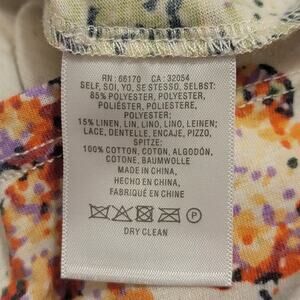 RN: 66170 CA: 32054
SELF, SOI, YO, SE STESSO, SELBST:
85% POLYESTER, POLYESTER,
POLIÉSTER, POLIESTERE,
POLYESTER;
15% LINEN, LIN, LINO, LINO, LEINEN;
LACE, DENTELLE, ENCAJE, PIZZO,
SPITZE:
100% COTTON, COTON, ALGODÓN,
COTONE, BAUMWOLLE
MADE IN CHINA,
HECHO EN CHINA,
FABRIQUÉ EN CHINE
P
DRY CLEAN